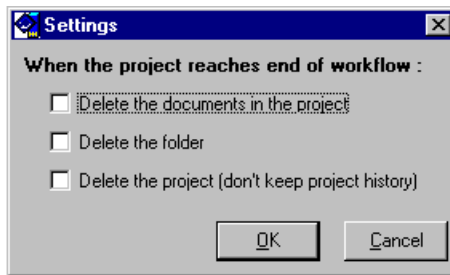 Settings
When the project reaches end of workflow :
Delete the documents in the project
Delete the folder
Delete the project (don't keep project history)
OK Cancel